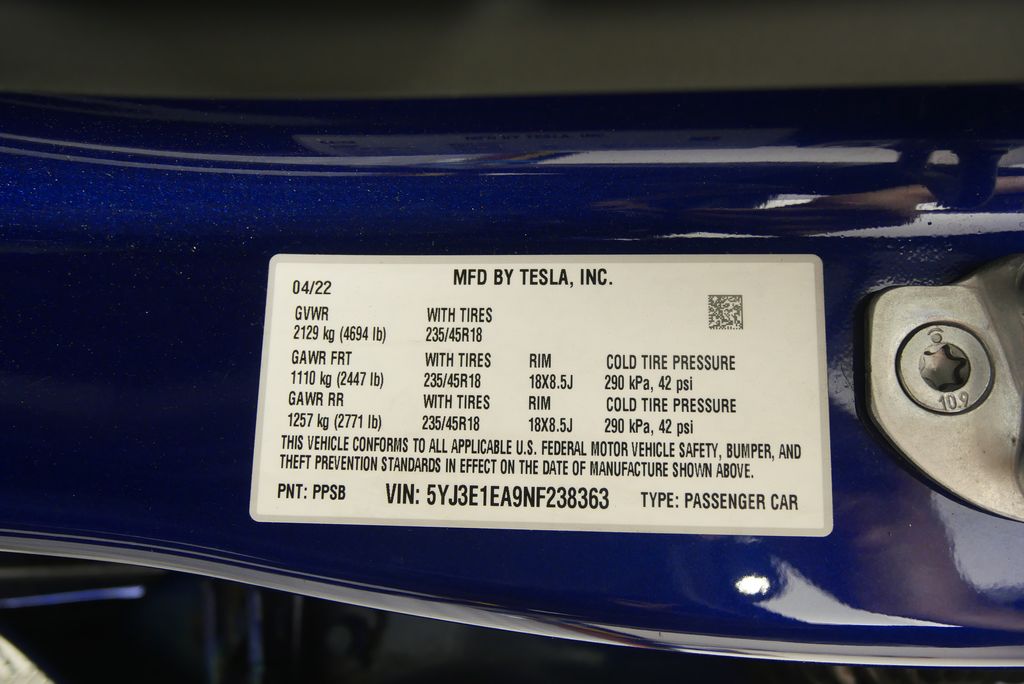 MFD BY TESLA, INC.
04/22
GVWR WITH TIRES
2129 kg (4694 lb) 235/45R18
GAWR FRT WITH TIRES RIM COLD TIRE PRESSURE
1110 kg (2447 lb) 235/45R18 18X8.5J 290 kPa, 42 psi
GAWR RR WITH TIRES RIM COLD TIRE PRESSURE
1257 kg (2771 lb) 235/45R18 18X8.5J 290 kPa, 42 psi
THIS VEHICLE CONFORMS TO ALL APPLICABLE U.S. FEDERAL MOTOR VEHICLE SAFETY, BUMPER, AND
THEFT PREVENTION STANDARDS IN EFFECT ON THE DATE OF MANUFACTURE SHOWN ABOVE.
PNT: PPSB VIN: 5YJ3E1EA9NF238363 TYPE: PASSENGER CAR
10.9